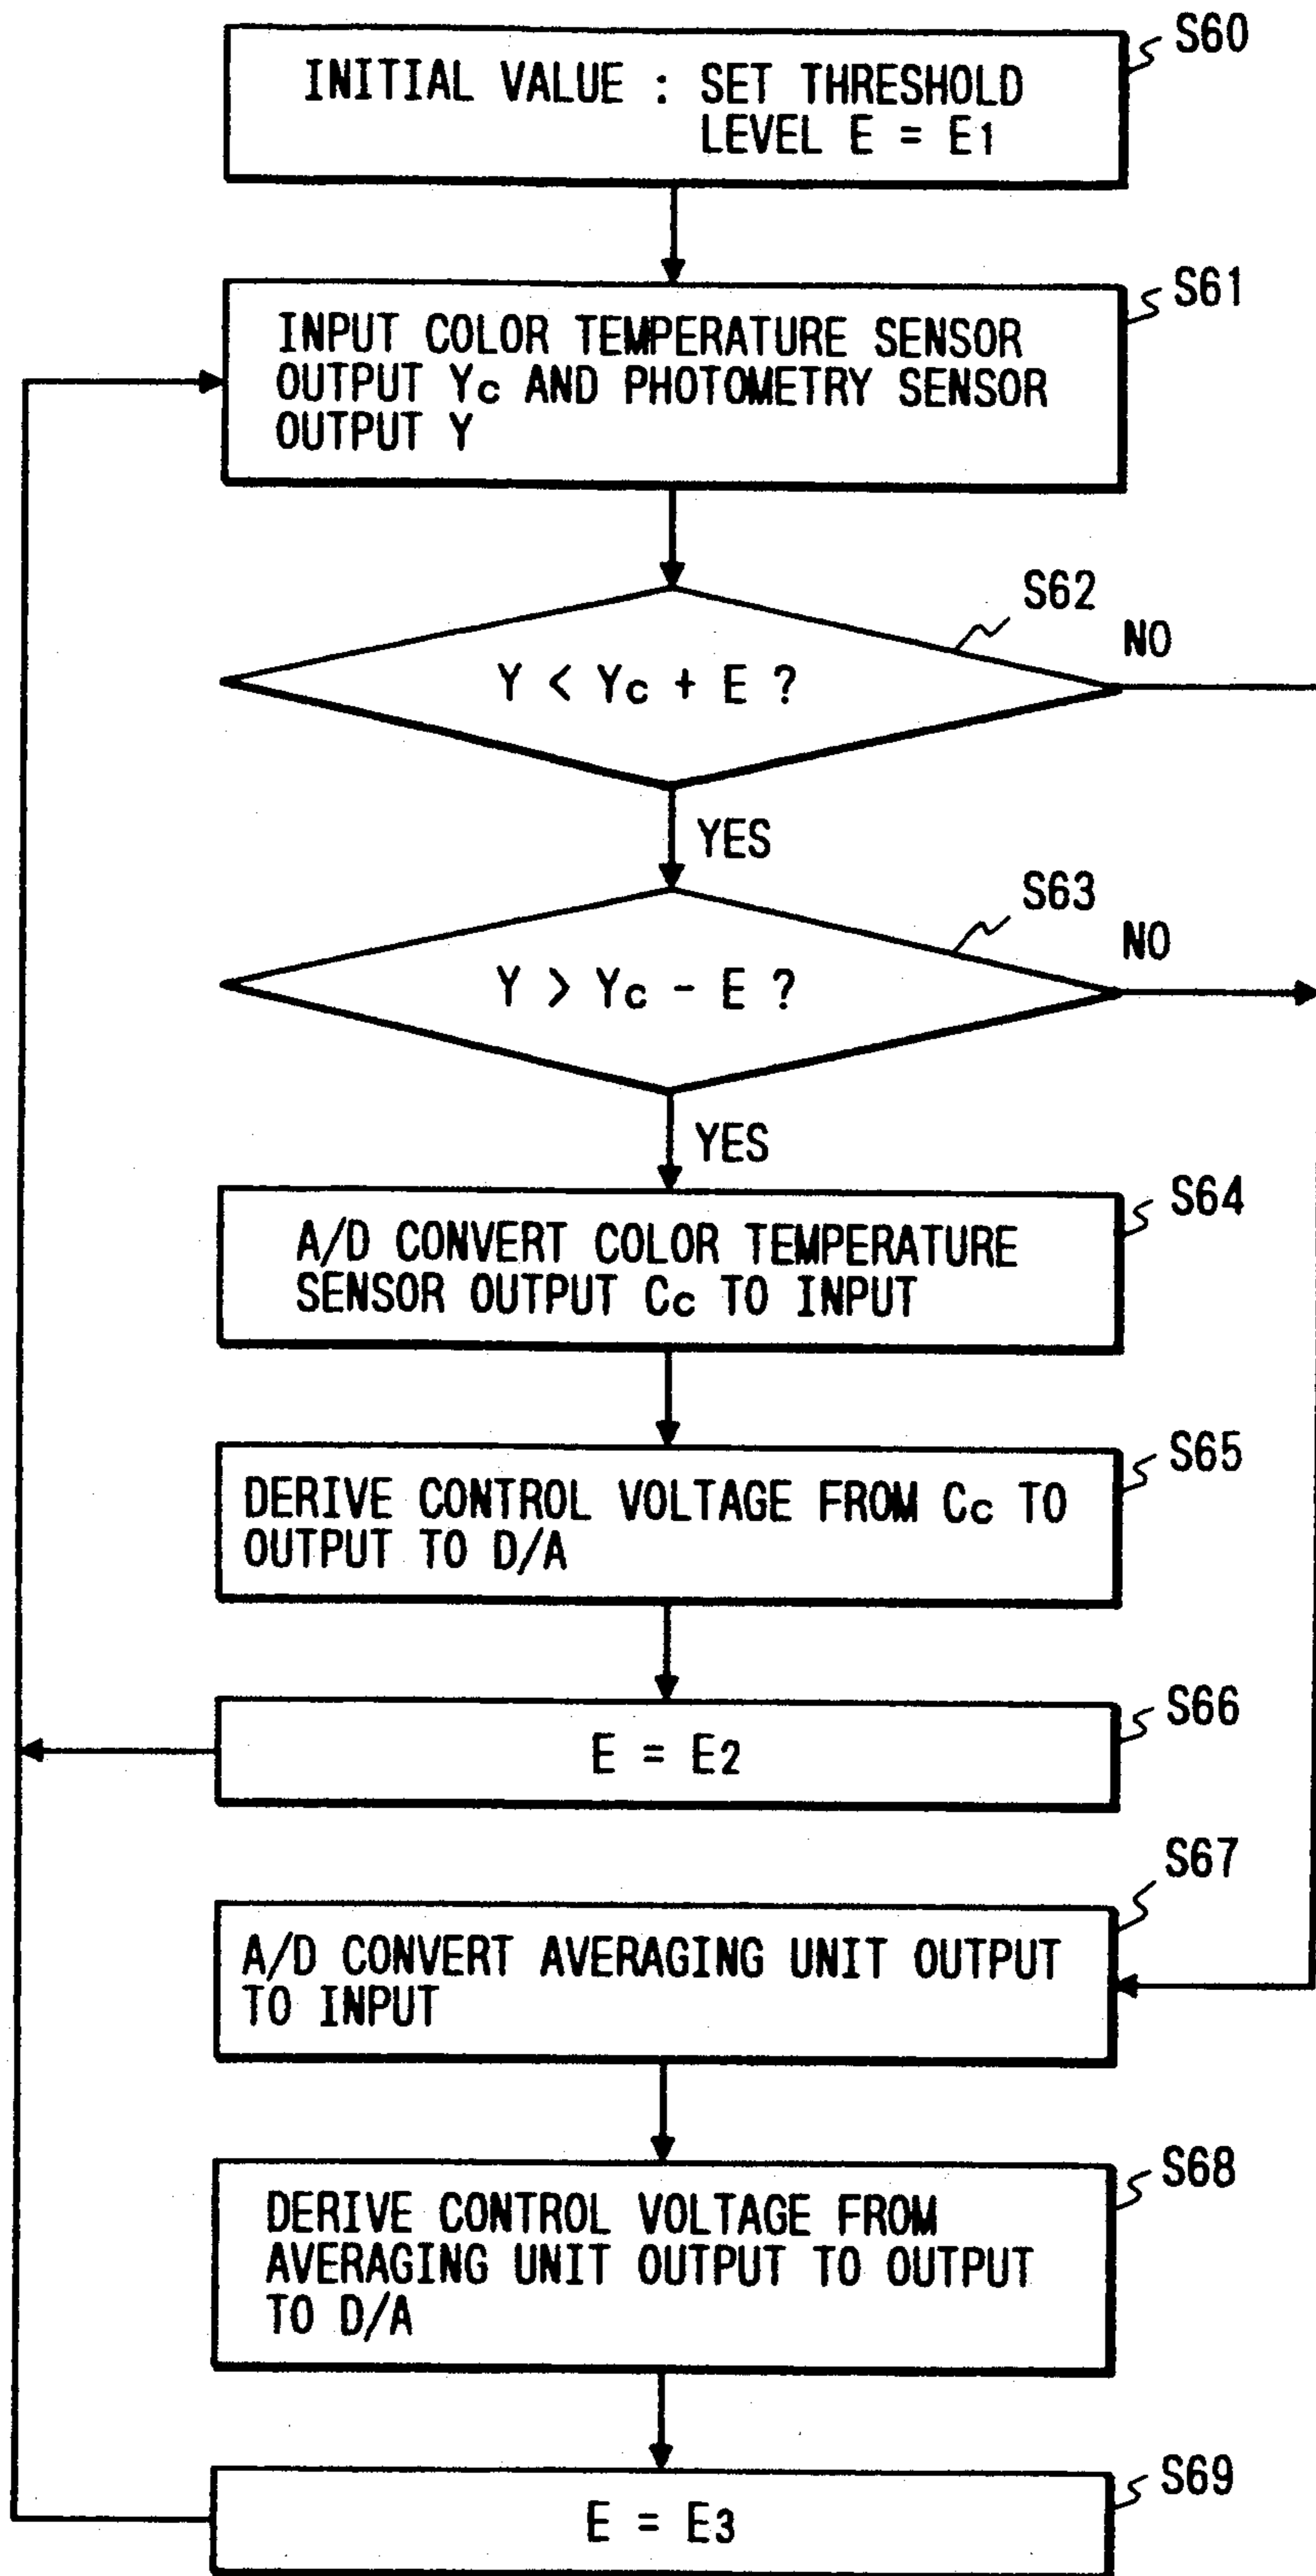 S60
INITIAL VALUE : SET THRESHOLD
LEVEL E = E1
S61
INPUT COLOR TEMPERATURE SENSOR
OUTPUT Yc AND PHOTOMETRY SENSOR
OUTPUT Y
S62
NO
Y < Yc + E ?
YES
S63
NO
Y > Yc - E ?
YES
S64
A/D CONVERT COLOR TEMPERATURE
SENSOR OUTPUT Cc TO INPUT
S65
DERIVE CONTROL VOLTAGE FROM Cc TO
OUTPUT TO D/A
S66
E = E2
S67
A/D CONVERT AVERAGING UNIT OUTPUT
TO INPUT
S68
DERIVE CONTROL VOLTAGE FROM
AVERAGING UNIT OUTPUT TO OUTPUT
TO D/A
S69
E = E3